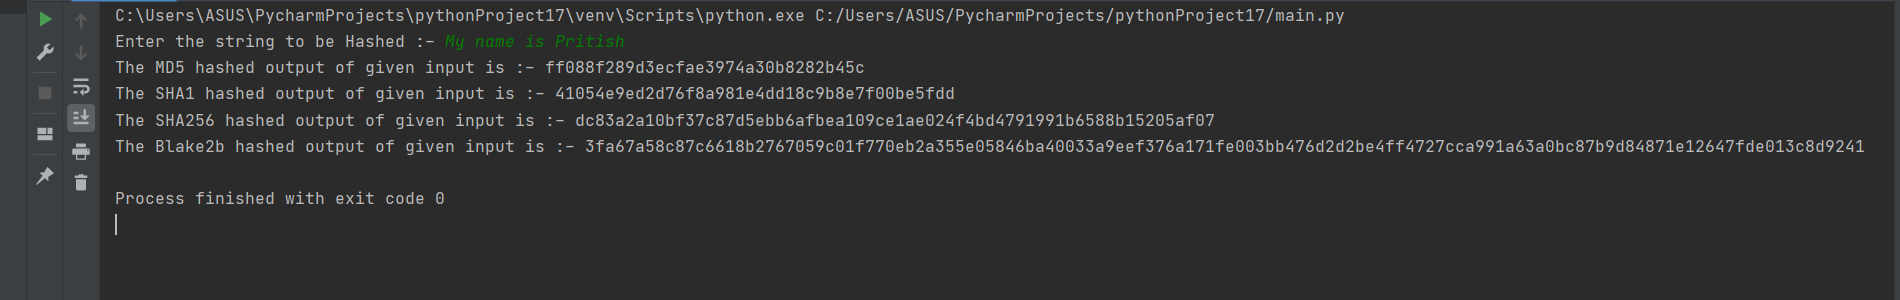 C:\Users\ASUS\PycharmProjects\pythonProject17\venv\Scripts\python.exe C:/Users/ASUS/PycharmProjects/pythonProject17/main.py
Enter the string to be Hashed :- My name is Pritish
The MD5 hashed output of given input is :- ff088f289d3ecfae3974a30b8282b45c
The SHA1 hashed output of given input is :- 41054e9ed2d76f8a981e4dd18c9b8e7f00be5fdd
The SHA256 hashed output of given input is :- dc83a2a10bf37c87d5ebb6afbea109ce1ae024f4bd4791991b6588b15205af07
The Blake2b hashed output of given input is :- 3fa67a58c87c6618b2767059c01f770eb2a355e05846ba40033a9eef376a171fe003bb476d2d2be4ff4727cca991a63a0bc87b9d84871e12647fde013c8d9241
Process finished with exit code 0